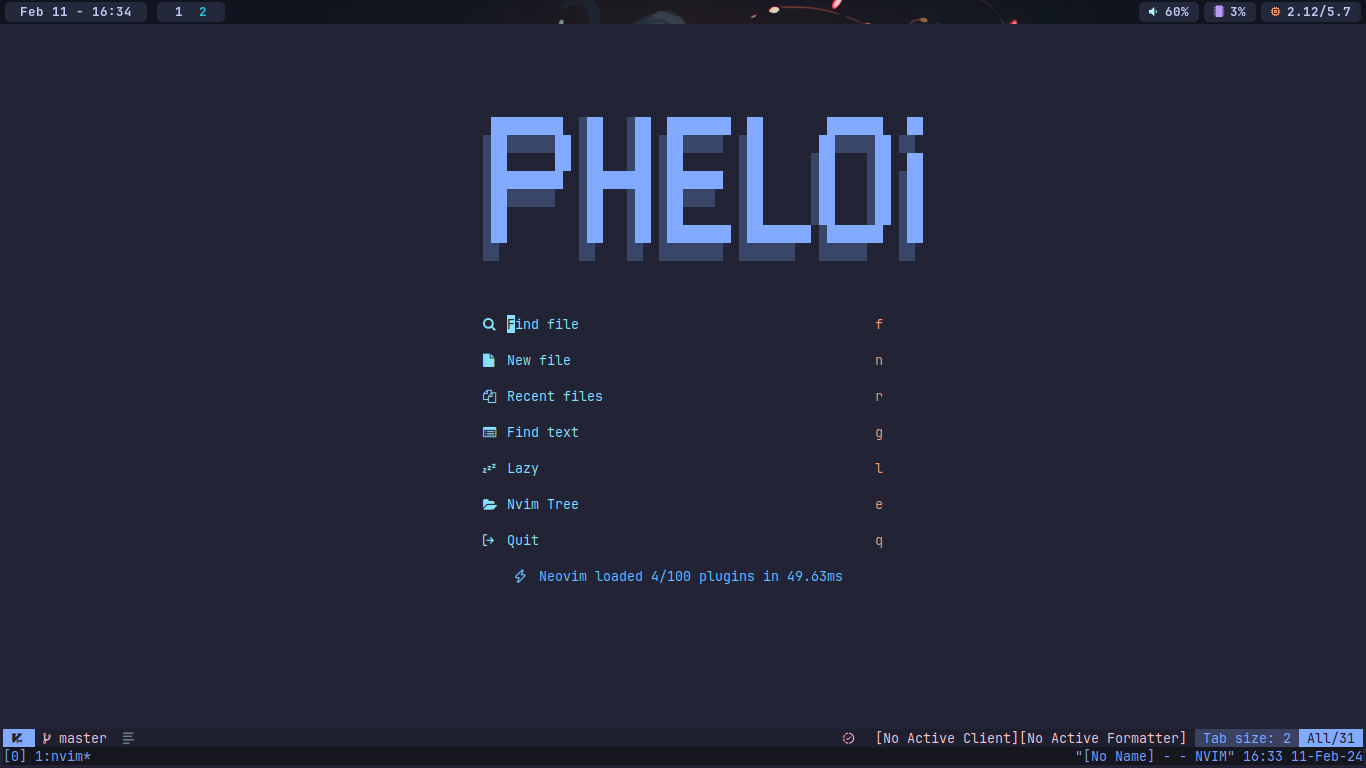 Feb 11 - 16:34 1 2 60% 3% 2.12/5.7
PHELOi
Find file f
New file n
Recent files r
Find text g
zzz Lazy l
Nvim Tree e
Quit q
Neovim loaded 4/100 plugins in 49.63ms
master [No Active Client][No Active Formatter] Tab size: 2 All/31
[0] 1:nvim* "[No Name] - - NVIM" 16:33 11-Feb-24